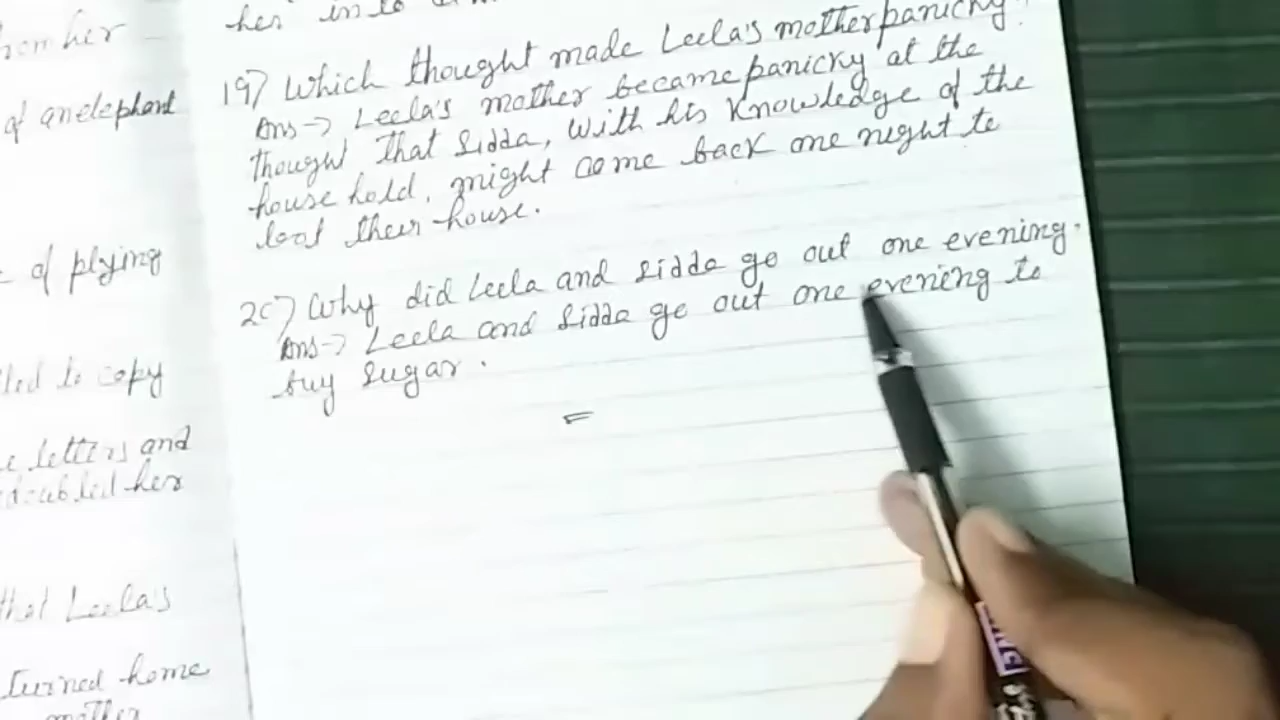 from her
of an elephant
of plying
to copy
letters and
doubled her
that Leela's
turned home
mother
her in to
19) Which thought made Leela's mother panicky?
Ans→ Leela's mother became panicky at the
thought that Sidda, With his Knowledge of the
house hold, might come back one night to
loot their house.
20) Why did Leela and Sidda go out one evening.
Ans→ Leela and Sidda go out one evening to
buy sugar.
=